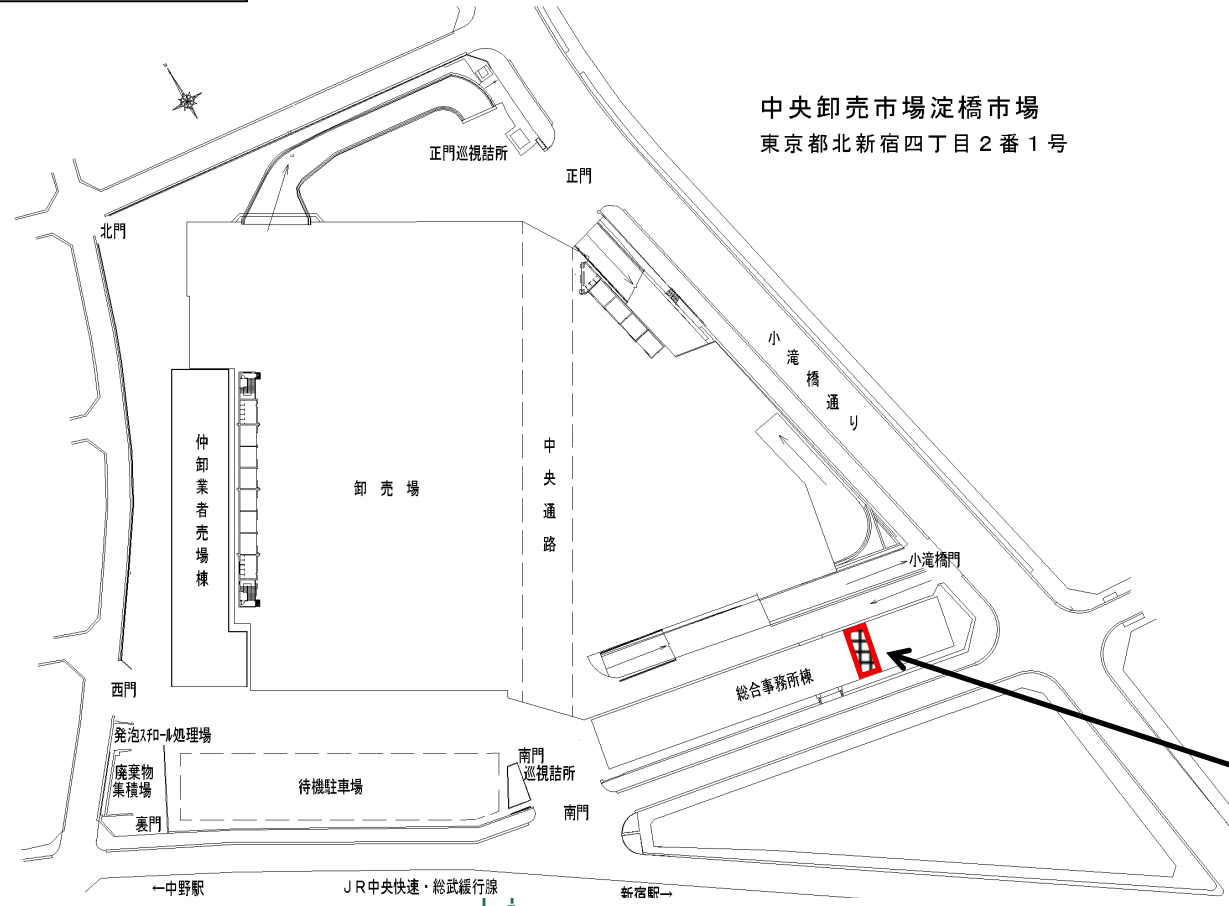 中央卸売市場淀橋市場
東京都北新宿四丁目２番１号
正門巡視詰所
正門
北門
小滝橋通り
仲卸業者売場棟
卸売場
中央通路
小滝橋門
総合事務所棟
西門
発泡ｽﾁﾛｰﾙ処理場
廃棄物
集積場
待機駐車場
南門
巡視詰所
裏門
南門
←中野駅
ＪＲ中央快速・総武緩行線
新宿駅→